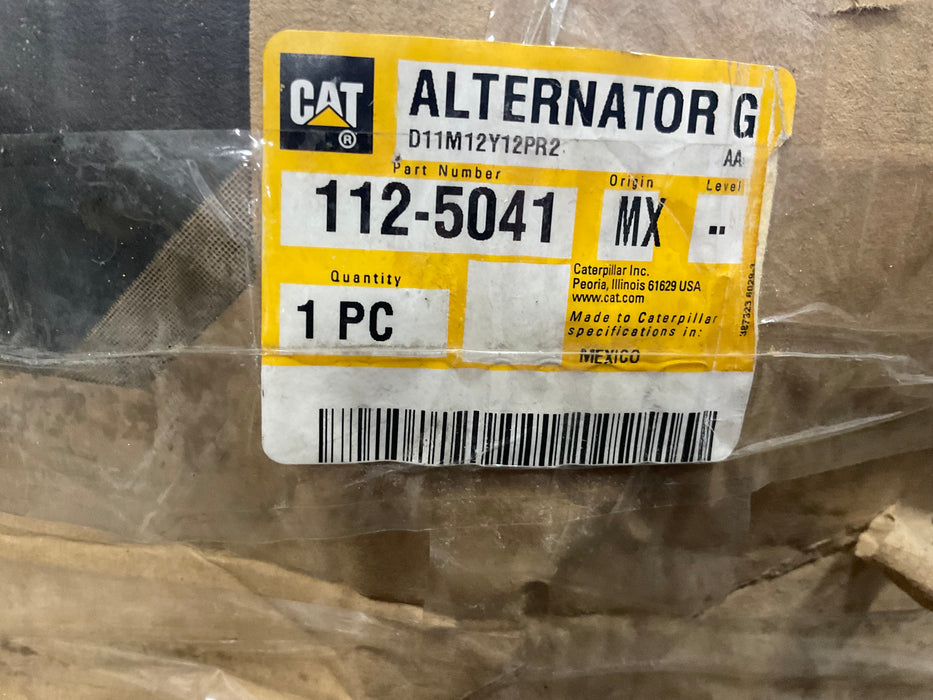 CAT ®
ALTERNATOR G
D11M12Y12PR2
AA
Part Number
Origin
Level
112-5041
MX
--
Quantity
1 PC
Caterpillar Inc.
Peoria, Illinois 61629 USA
www.cat.com
Made to Caterpillar
specifications in:
MEXICO